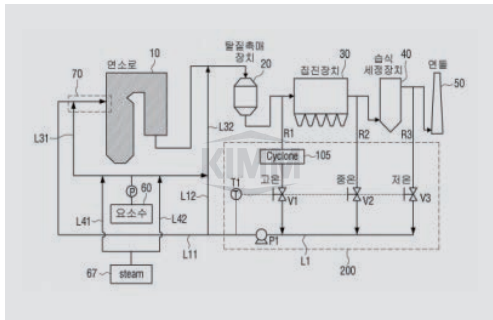 탈질촉매
장치
연소로
10
20
집진장치
30
습식
세정장치
40
연돌
50
70
L31
L32
R1
R2
R3
KIMM
Cyclone
105
T1
고온
중온
저온
V1
V2
V3
P
60
요소수
L12
L41
L42
P1
L11
L1
67
steam
200